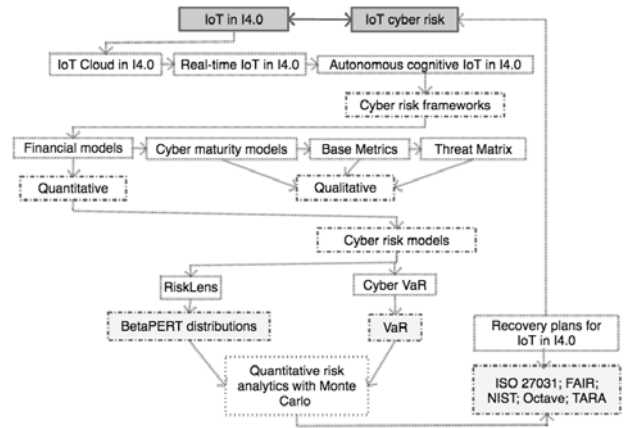 IoT in I4.0
IoT cyber risk
IoT Cloud in I4.0
Real-time IoT in I4.0
Autonomous cognitive IoT in I4.0
Cyber risk frameworks
Financial models
Cyber maturity models
Base Metrics
Threat Matrix
Quantitative
Qualitative
Cyber risk models
RiskLens
Cyber VaR
BetaPERT distributions
VaR
Recovery plans for
IoT in I4.0
Quantitative risk
analytics with Monte
Carlo
ISO 27031; FAIR;
NIST; Octave; TARA